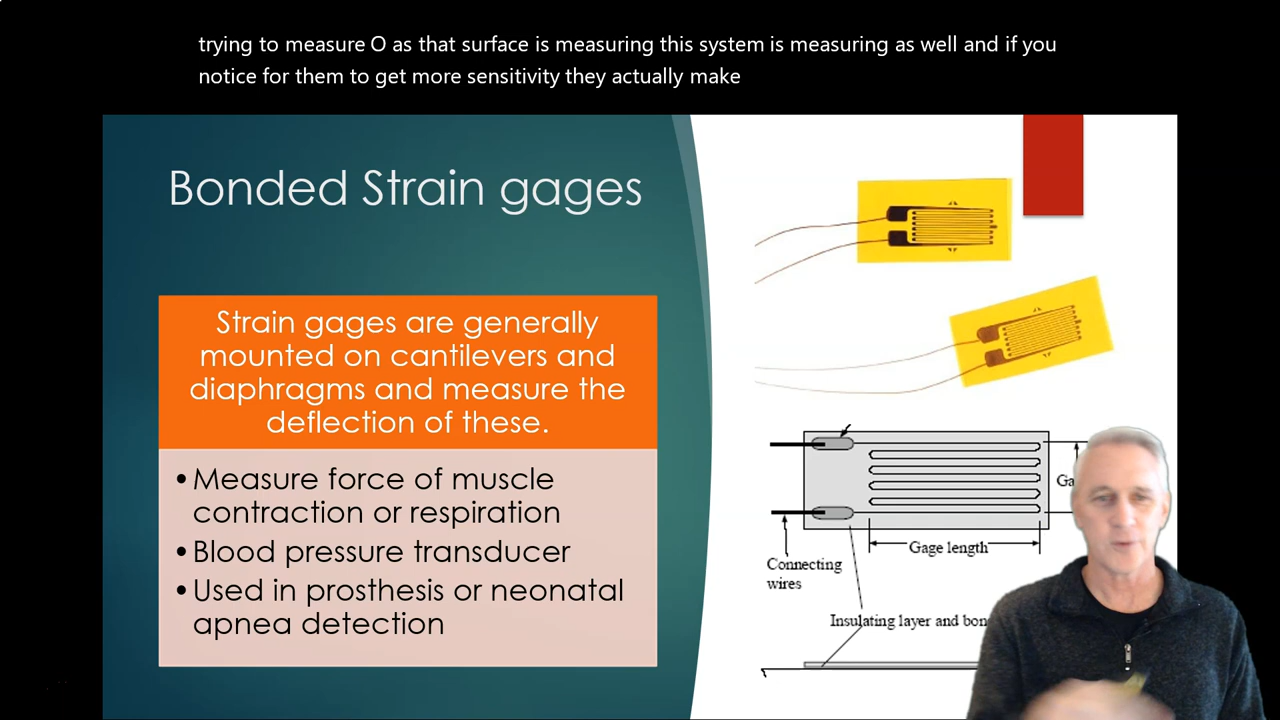 trying to measure O as that surface is measuring this system is measuring as well and if you
notice for them to get more sensitivity they actually make
Bonded Strain gages
Strain gages are generally
mounted on cantilevers and
diaphragms and measure the
deflection of these.
•Measure force of muscle
contraction or respiration
•Blood pressure transducer
•Used in prosthesis or neonatal
apnea detection
Gage length
Connecting
wires
Insulating layer and